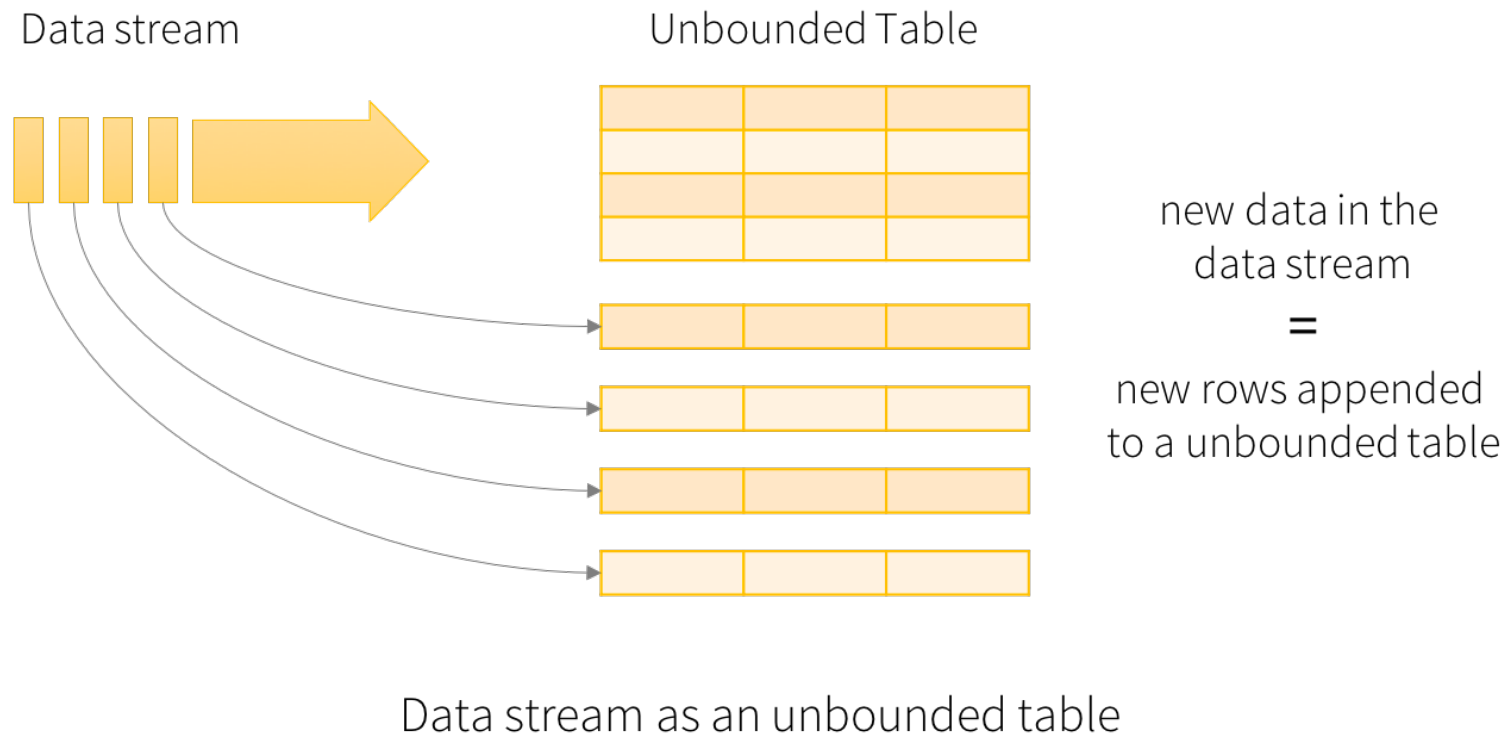 Data stream
Unbounded Table
new data in the
data stream
=
new rows appended
to a unbounded table
Data stream as an unbounded table